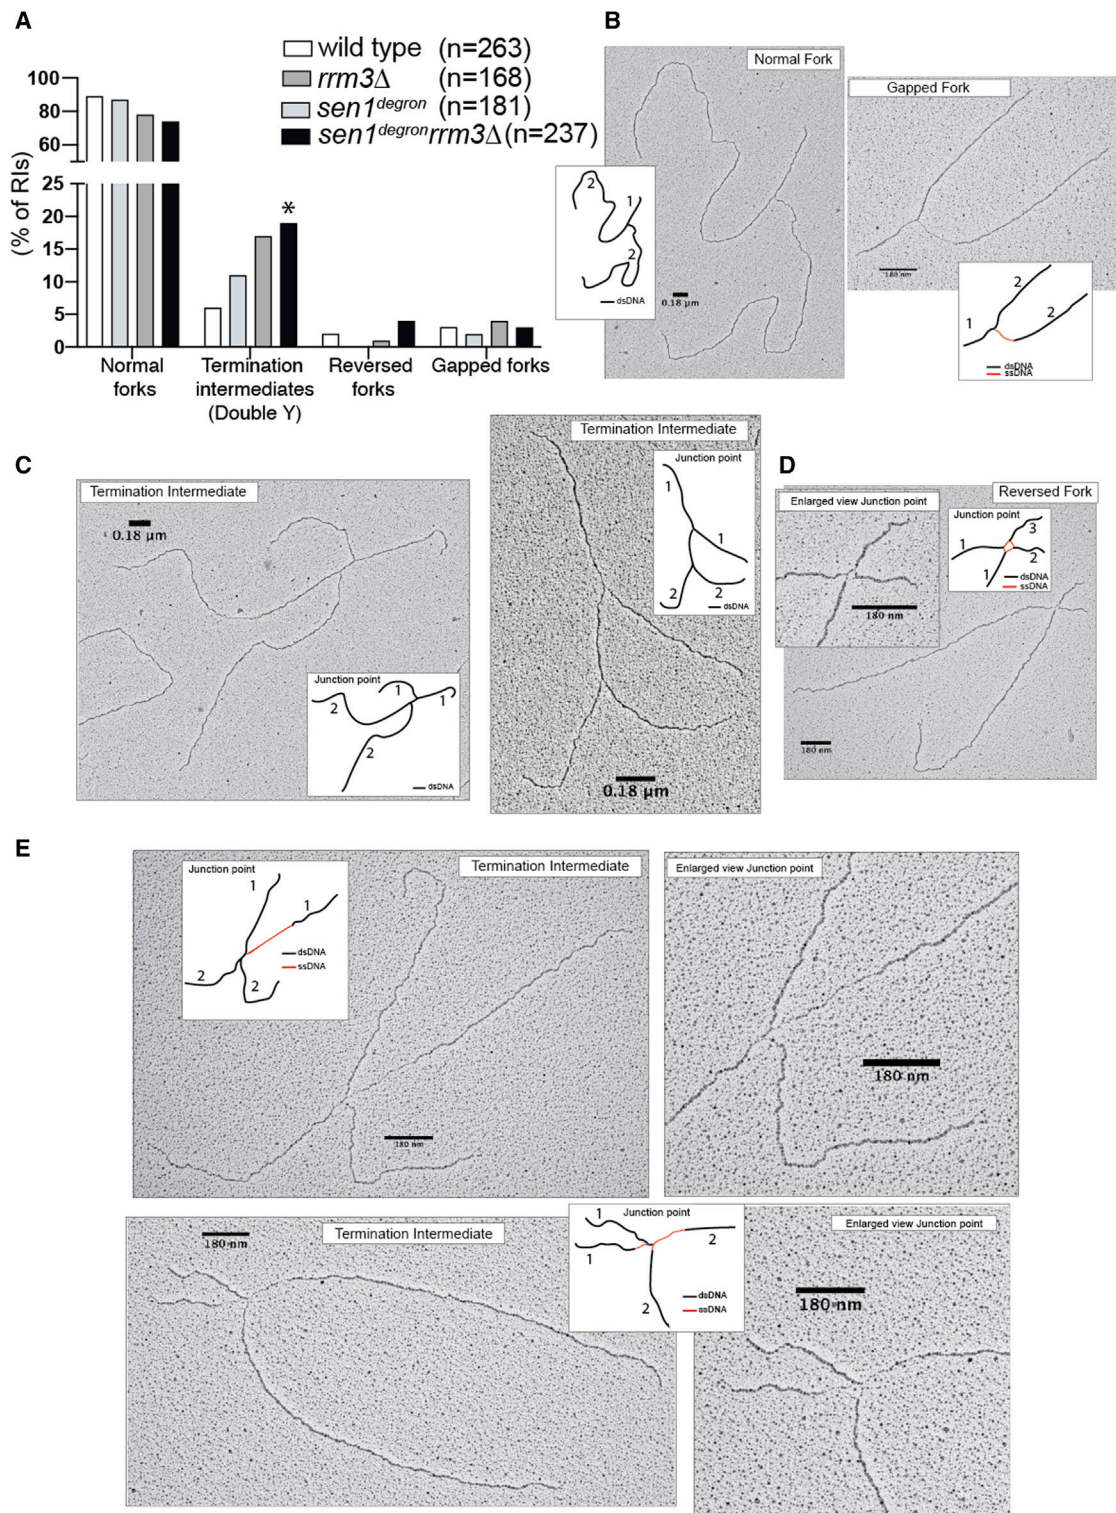 A
wild type (n=263)
rrm3Δ (n=168)
sen1degron (n=181)
sen1degronrrm3Δ (n=237)
(% of RIs)
100
80
60
25
20
15
10
5
0
*
Normal
forks
Termination
intermediates
(Double Y)
Reversed
forks
Gapped forks
B
Normal Fork
2
1
2
dsDNA
0.18 µm
Gapped Fork
180 nm
1
2
2
dsDNA
ssDNA
C
Termination Intermediate
0.18 µm
Junction point
1
2
1
2
dsDNA
Termination Intermediate
Junction point
1
1
2
2
dsDNA
0.18 µm
D
Reversed Fork
Enlarged view Junction point
180 nm
Junction point
3
1
2
1
dsDNA
ssDNA
180 nm
E
Termination Intermediate
Junction point
1
1
2
2
dsDNA
ssDNA
180 nm
Enlarged view Junction point
180 nm
Termination Intermediate
180 nm
Junction point
1
2
1
2
dsDNA
ssDNA
Enlarged view Junction point
180 nm